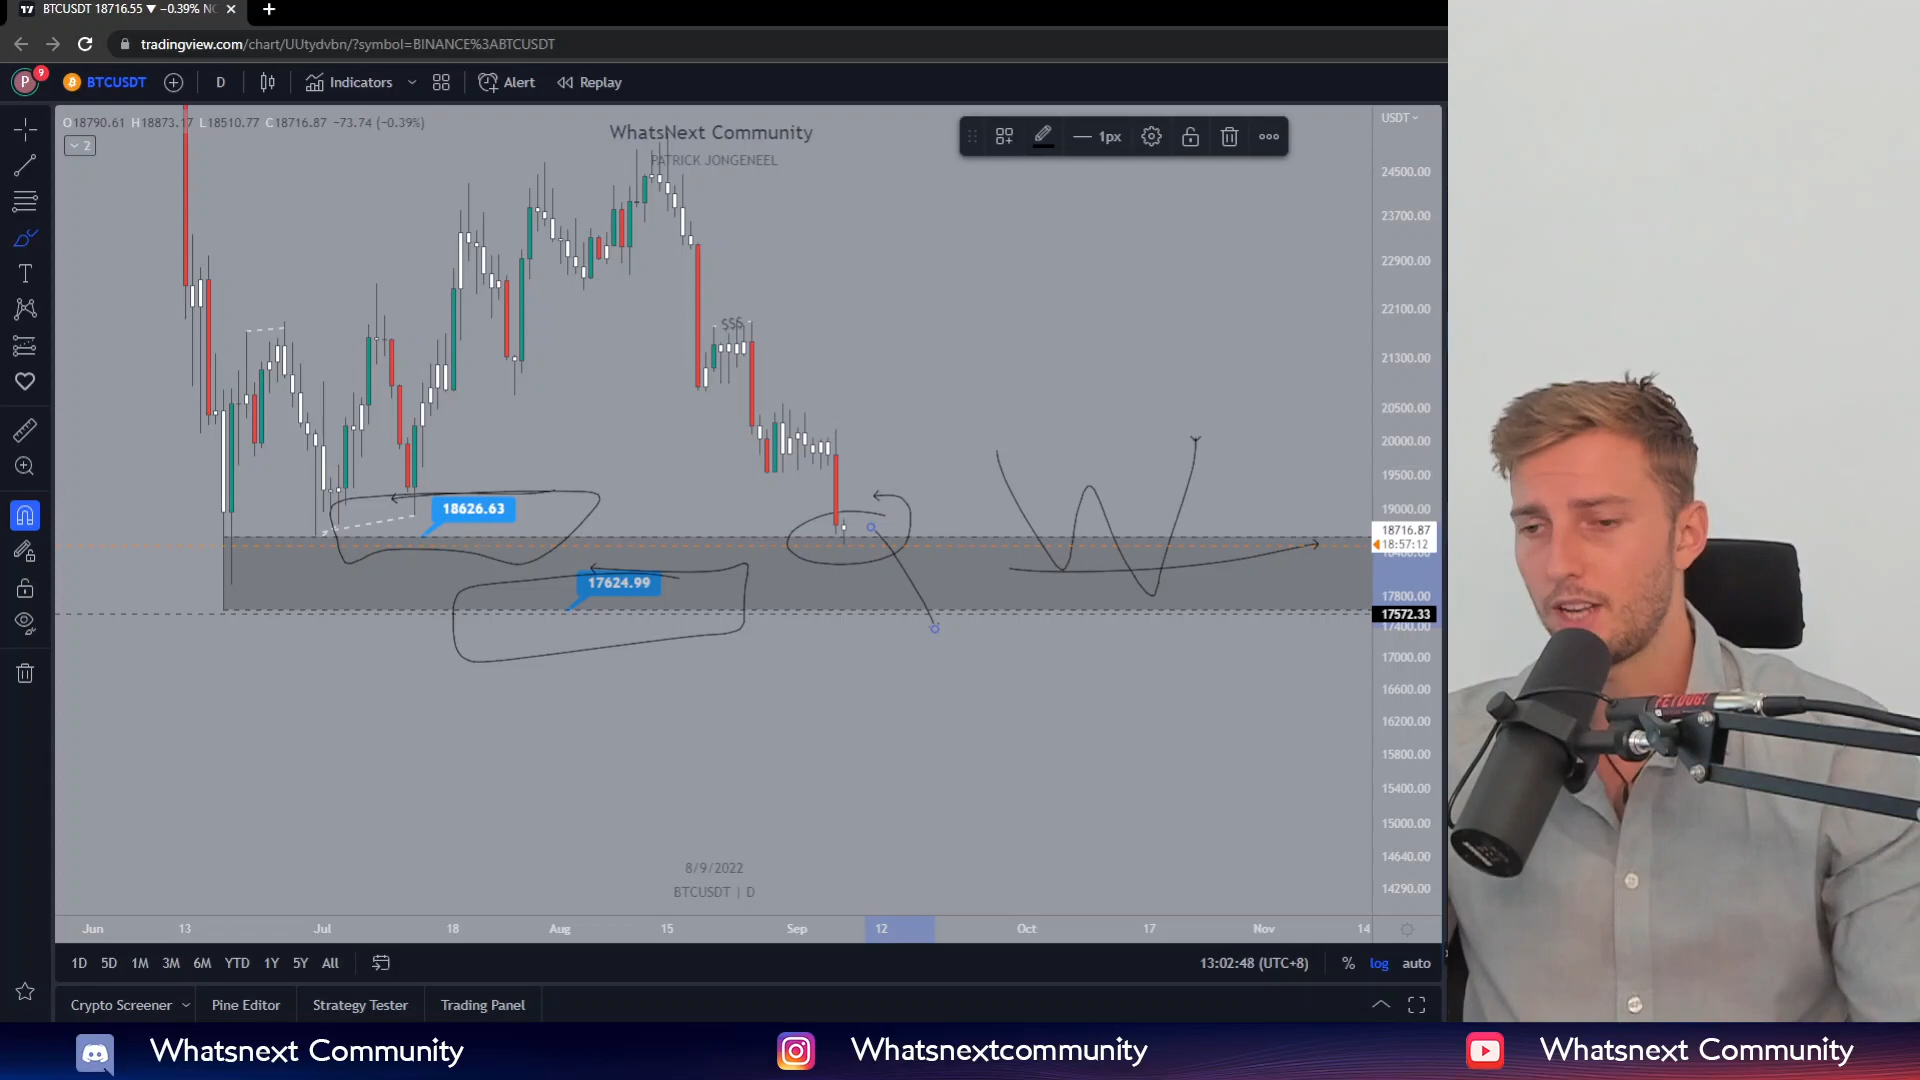 BTCUSDT 18716.55 ▼ −0.39%
tradingview.com/chart/UUtydvbn/?symbol=BINANCE%3ABTCUSDT
P 9 BTCUSDT D Indicators Alert Replay
O18790.61 H18873.17 L18510.77 C18716.87 −73.74 (−0.39%)
2
WhatsNext Community
PATRICK JONGENEEL
1px
USDT
24500.00
23700.00
22900.00
22100.00
$$$
21300.00
20500.00
20000.00
19500.00
18626.63
19000.00
18716.87
18:57:12
17624.99
17800.00
17572.33
17400.00
17000.00
16600.00
16200.00
15800.00
15400.00
15000.00
14640.00
14290.00
8/9/2022
BTCUSDT | D
Jun 13 Jul 18 Aug 15 Sep 12 Oct 17 Nov 14
1D 5D 1M 3M 6M YTD 1Y 5Y All 13:02:48 (UTC+8) % log auto
Crypto Screener Pine Editor Strategy Tester Trading Panel
Whatsnext Community Whatsnextcommunity Whatsnext Community